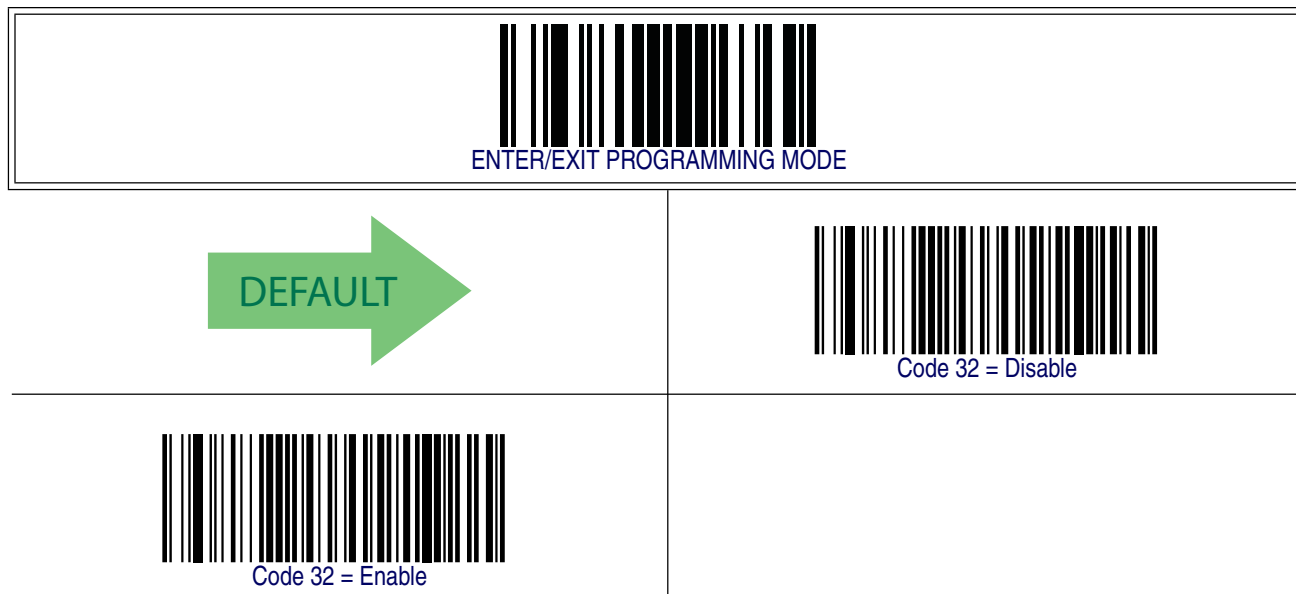 ENTER/EXIT PROGRAMMING MODE
DEFAULT
Code 32 = Disable
Code 32 = Enable